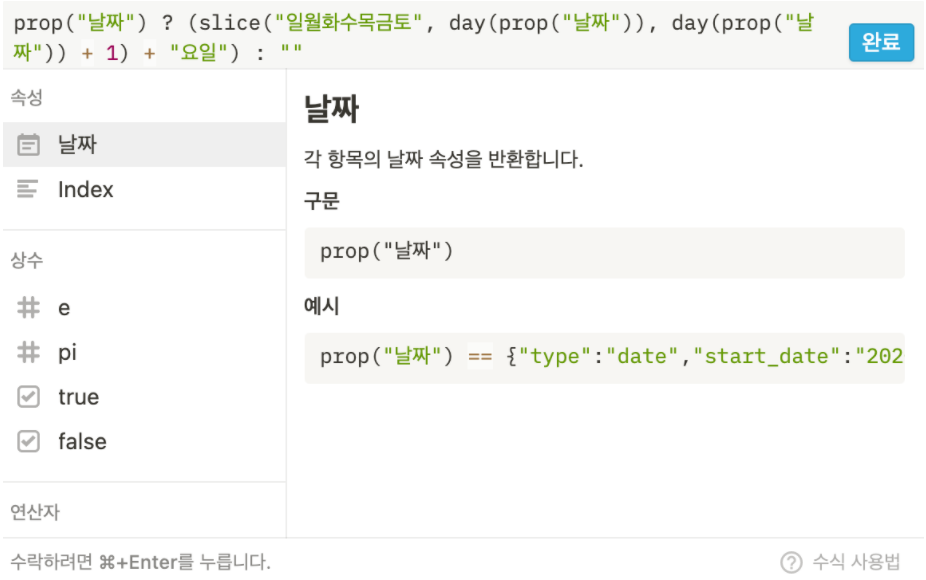 prop("날짜") ? (slice("일월화수목금토", day(prop("날짜")), day(prop("날
짜")) + 1) + "요일") : ""
완료
속성
날짜
Index
상수
e
pi
true
false
연산자
날짜
각 항목의 날짜 속성을 반환합니다.
구문
prop("날짜")
예시
prop("날짜") == {"type":"date","start_date":"202
수락하려면 ⌘+Enter를 누릅니다.
? 수식 사용법